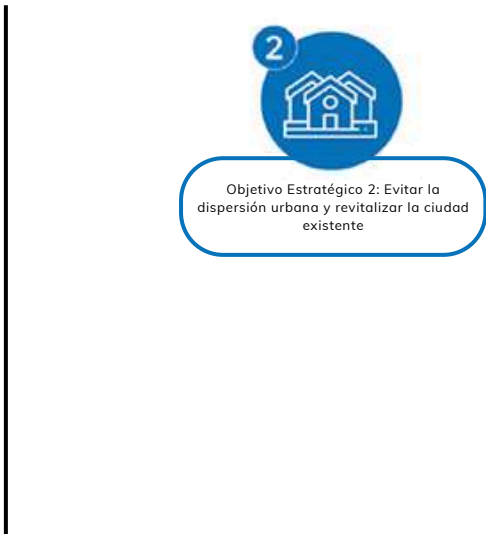 2
Objetivo Estratégico 2: Evitar la
dispersión urbana y revitalizar la ciudad
existente